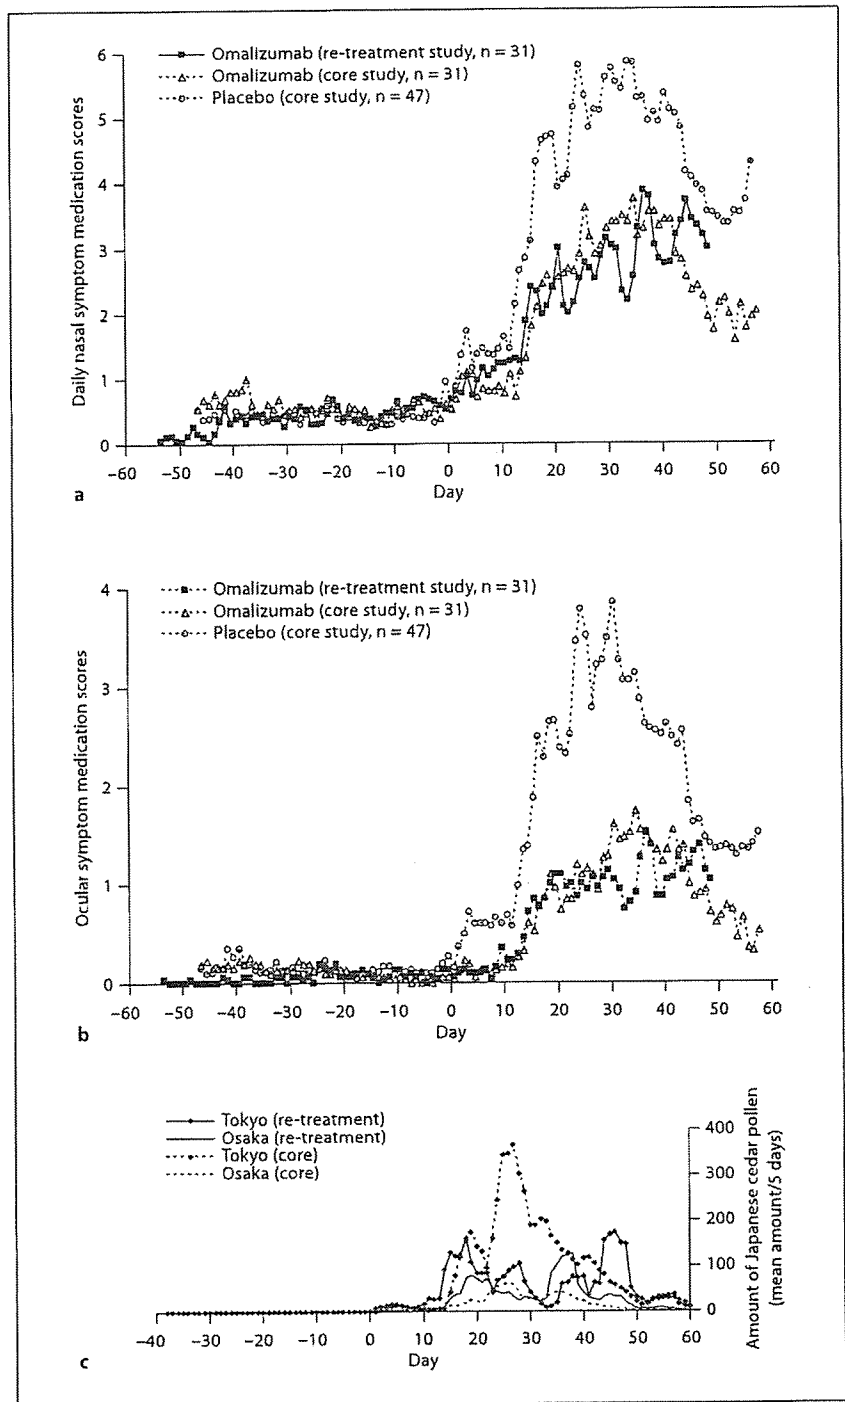 Omalizumab (re-treatment study, n = 31)
Omalizumab (core study, n = 31)
Placebo (core study, n = 47)
Daily nasal symptom medication scores
6
5
4
3
2
1
0
–60 –50 –40 –30 –20 –10 0 10 20 30 40 50 60
Day
a
Omalizumab (re-treatment study, n = 31)
Omalizumab (core study, n = 31)
Placebo (core study, n = 47)
Ocular symptom medication scores
4
3
2
1
0
–60 –50 –40 –30 –20 –10 0 10 20 30 40 50 60
Day
b
Tokyo (re-treatment)
Osaka (re-treatment)
Tokyo (core)
Osaka (core)
400
300
200
100
0
Amount of Japanese cedar pollen
(mean amount/5 days)
–40 –30 –20 –10 0 10 20 30 40 50 60
Day
c